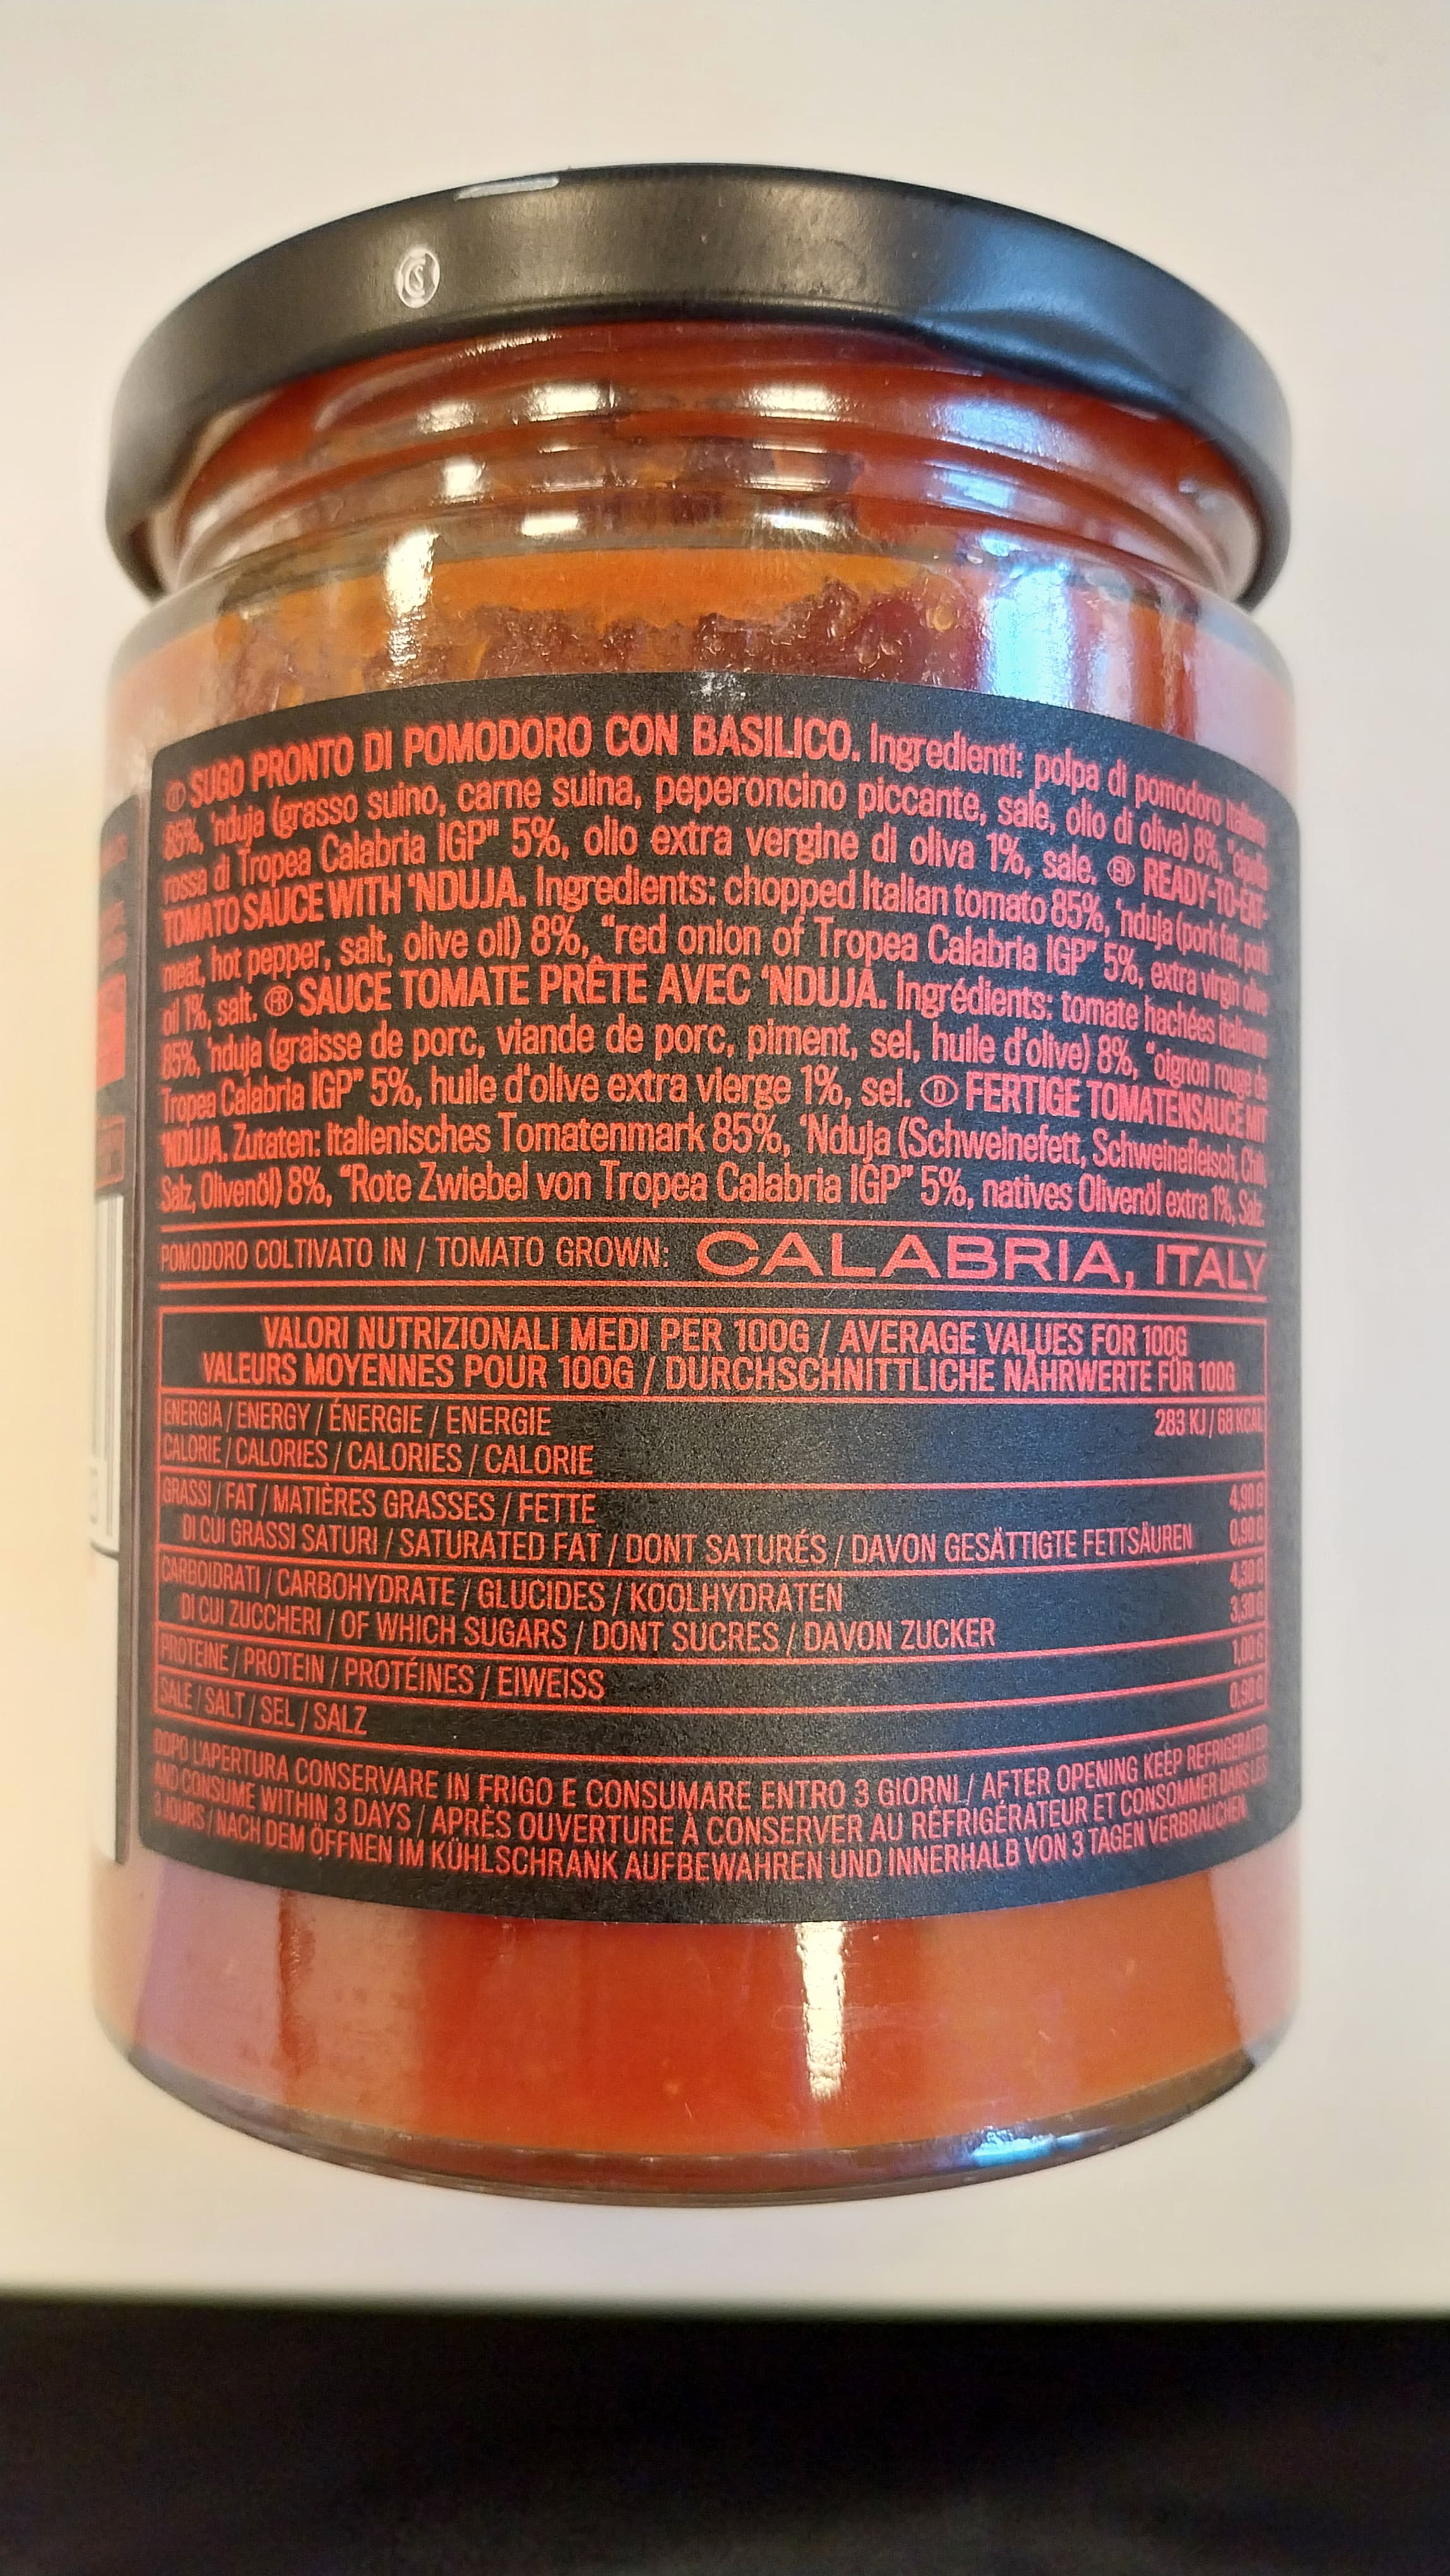 I SUGO PRONTO DI POMODORO CON BASILICO. Ingredienti: polpa di pomodoro italiano
85%, 'nduja (grasso suino, carne suina, peperoncino piccante, sale, olio di oliva) 8%, "cipolla
rossa di Tropea Calabria IGP" 5%, olio extra vergine di oliva 1%, sale. EN READY-TO-EAT-
TOMATO SAUCE WITH 'NDUJA. Ingredients: chopped Italian tomato 85%, 'nduja (pork fat, pork
meat, hot pepper, salt, olive oil) 8%, “red onion of Tropea Calabria IGP” 5%, extra virgin olive
oil 1%, salt. FR SAUCE TOMATE PRÊTE AVEC 'NDUJA. Ingrédients: tomate hachées italienne
85%, 'nduja (graisse de porc, viande de porc, piment, sel, huile d'olive) 8%, “oignon rouge de
Tropea Calabria IGP” 5%, huile d'olive extra vierge 1%, sel. D FERTIGE TOMATENSAUCE MIT
'NDUJA. Zutaten: italienisches Tomatenmark 85%, 'Nduja (Schweinefett, Schweinefleisch, Chili,
Salz, Olivenöl) 8%, “Rote Zwiebel von Tropea Calabria IGP” 5%, natives Olivenöl extra 1%, Salz.
POMODORO COLTIVATO IN / TOMATO GROWN: CALABRIA, ITALY
VALORI NUTRIZIONALI MEDI PER 100G / AVERAGE VALUES FOR 100G
VALEURS MOYENNES POUR 100G / DURCHSCHNITTLICHE NÄHRWERTE FÜR 100G
ENERGIA / ENERGY / ÉNERGIE / ENERGIE 283 KJ / 68 KCAL
CALORIE / CALORIES / CALORIES / CALORIE
GRASSI / FAT / MATIÈRES GRASSES / FETTE 4,90 G
DI CUI GRASSI SATURI / SATURATED FAT / DONT SATURÉS / DAVON GESÄTTIGTE FETTSÄUREN 0,90 G
CARBOIDRATI / CARBOHYDRATE / GLUCIDES / KOOLHYDRATEN 4,30 G
DI CUI ZUCCHERI / OF WHICH SUGARS / DONT SUCRES / DAVON ZUCKER 3,30 G
PROTEINE / PROTEIN / PROTÉINES / EIWEISS 1,00 G
SALE / SALT / SEL / SALZ 0,90 G
DOPO L'APERTURA CONSERVARE IN FRIGO E CONSUMARE ENTRO 3 GIORNI / AFTER OPENING KEEP REFRIGERATED
AND CONSUME WITHIN 3 DAYS / APRÈS OUVERTURE À CONSERVER AU RÉFRIGÉRATEUR ET CONSOMMER DANS LES
3 JOURS / NACH DEM ÖFFNEN IM KÜHLSCHRANK AUFBEWAHREN UND INNERHALB VON 3 TAGEN VERBRAUCHEN